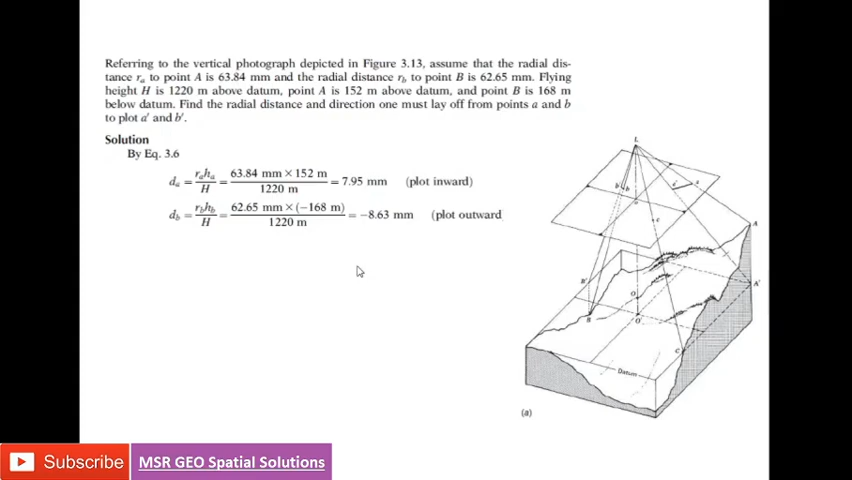 Referring to the vertical photograph depicted in Figure 3.13, assume that the radial dis-
tance rₐ to point A is 63.84 mm and the radial distance r_b to point B is 62.65 mm. Flying
height H is 1220 m above datum, point A is 152 m above datum, and point B is 168 m
below datum. Find the radial distance and direction one must lay off from points a and b
to plot a′ and b′.
Solution
By Eq. 3.6
dₐ = rₐhₐ / H = 63.84 mm × 152 m / 1220 m = 7.95 mm (plot inward)
d_b = r_bh_b / H = 62.65 mm × (−168 m) / 1220 m = −8.63 mm (plot outward
L
b′ b
a′ a
o
c
A
B′
A′
O
B
O′
C
Datum
(a)
Subscribe
MSR GEO Spatial Solutions